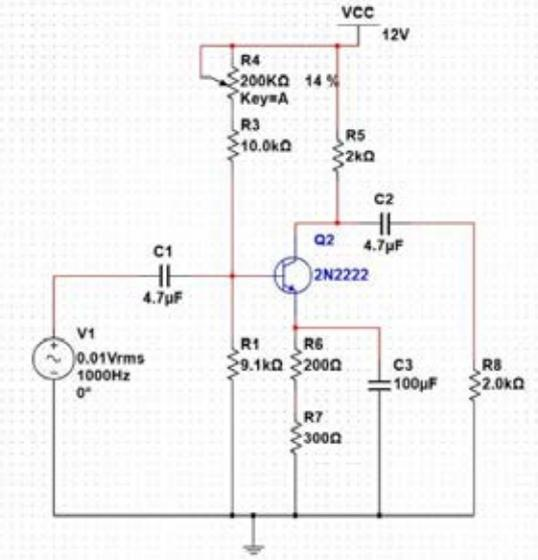 VCC
12V
R4
200KΩ
14 %
Key=A
R3
10.0kΩ
R5
2kΩ
C2
4.7µF
Q2
2N2222
C1
4.7µF
V1
0.01Vrms
1000Hz
0°
R1
9.1kΩ
R6
200Ω
C3
100µF
R8
2.0kΩ
R7
300Ω